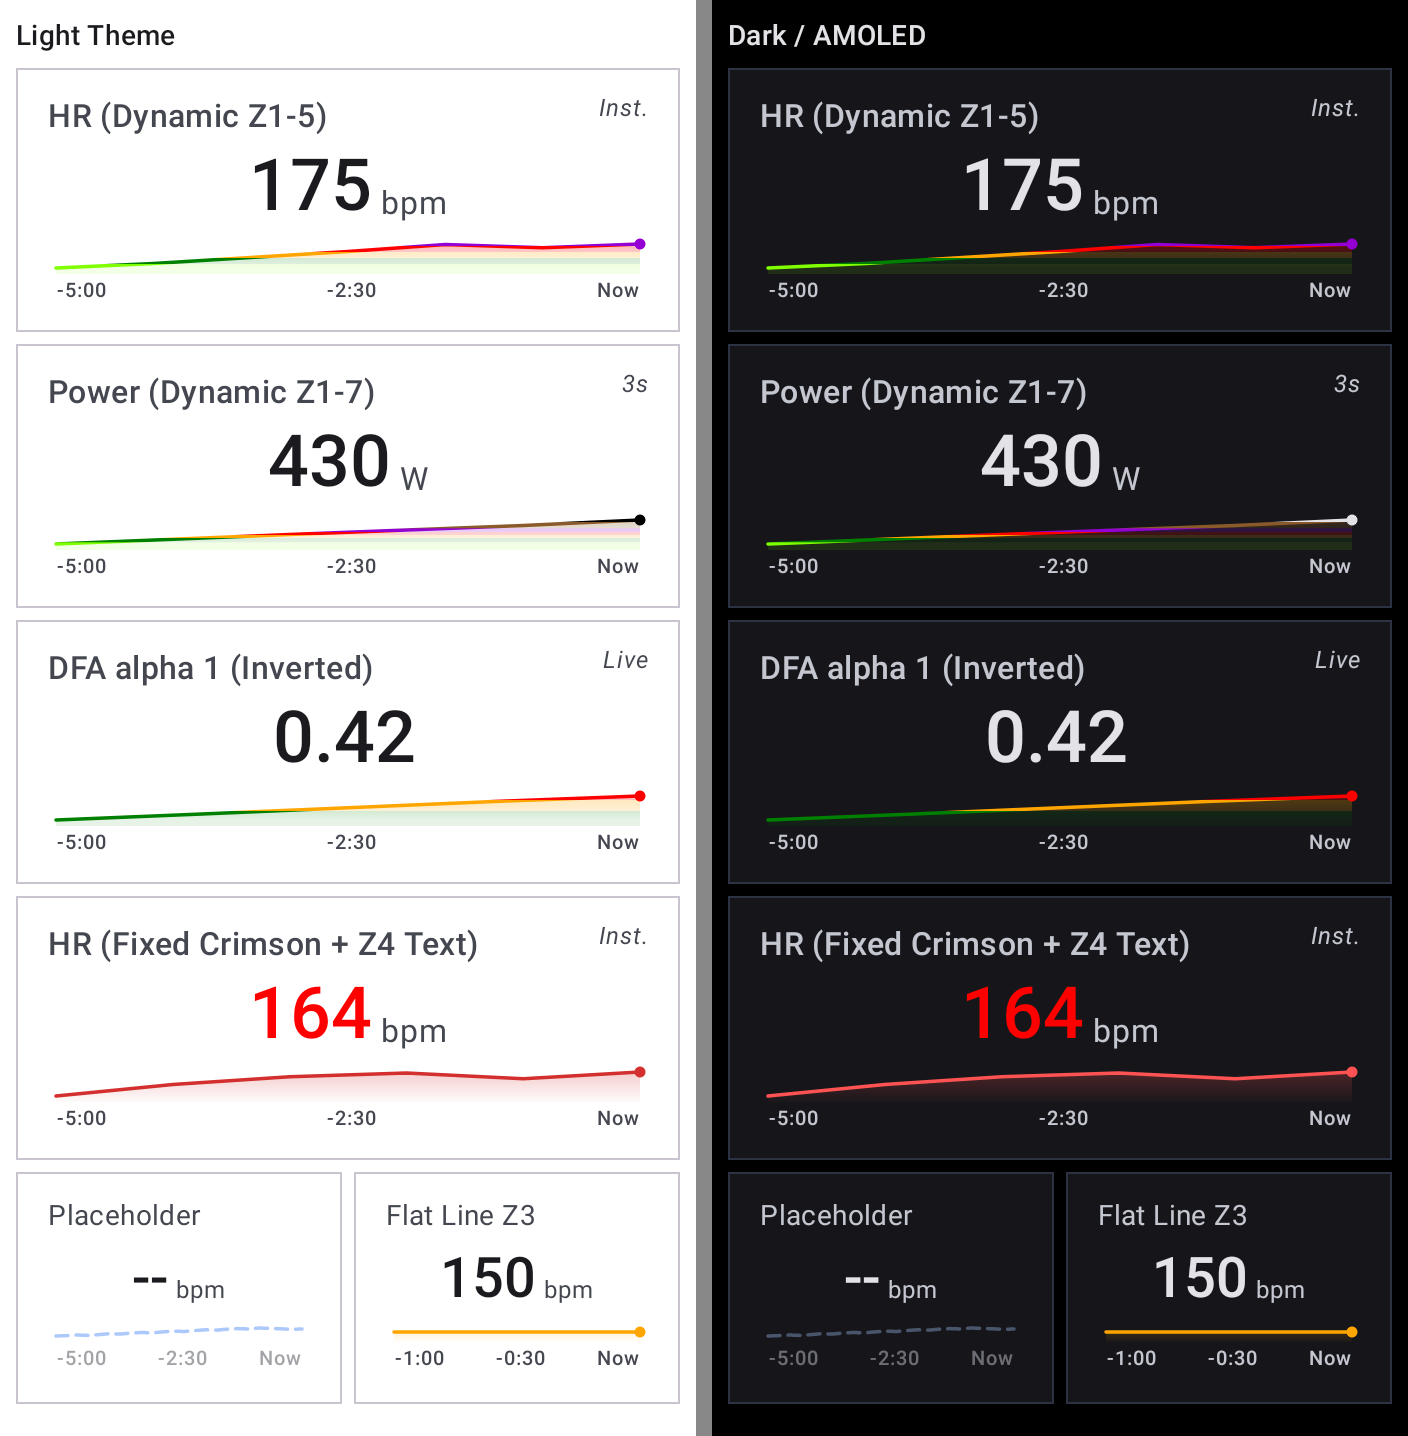 Light Theme
HR (Dynamic Z1-5)
Inst.
175 bpm
-5:00 -2:30 Now
Power (Dynamic Z1-7)
3s
430 W
-5:00 -2:30 Now
DFA alpha 1 (Inverted)
Live
0.42
-5:00 -2:30 Now
HR (Fixed Crimson + Z4 Text)
Inst.
164 bpm
-5:00 -2:30 Now
Placeholder
-- bpm
-5:00 -2:30 Now
Flat Line Z3
150 bpm
-1:00 -0:30 Now
Dark / AMOLED
HR (Dynamic Z1-5)
Inst.
175 bpm
-5:00 -2:30 Now
Power (Dynamic Z1-7)
3s
430 W
-5:00 -2:30 Now
DFA alpha 1 (Inverted)
Live
0.42
-5:00 -2:30 Now
HR (Fixed Crimson + Z4 Text)
Inst.
164 bpm
-5:00 -2:30 Now
Placeholder
-- bpm
-5:00 -2:30 Now
Flat Line Z3
150 bpm
-1:00 -0:30 Now